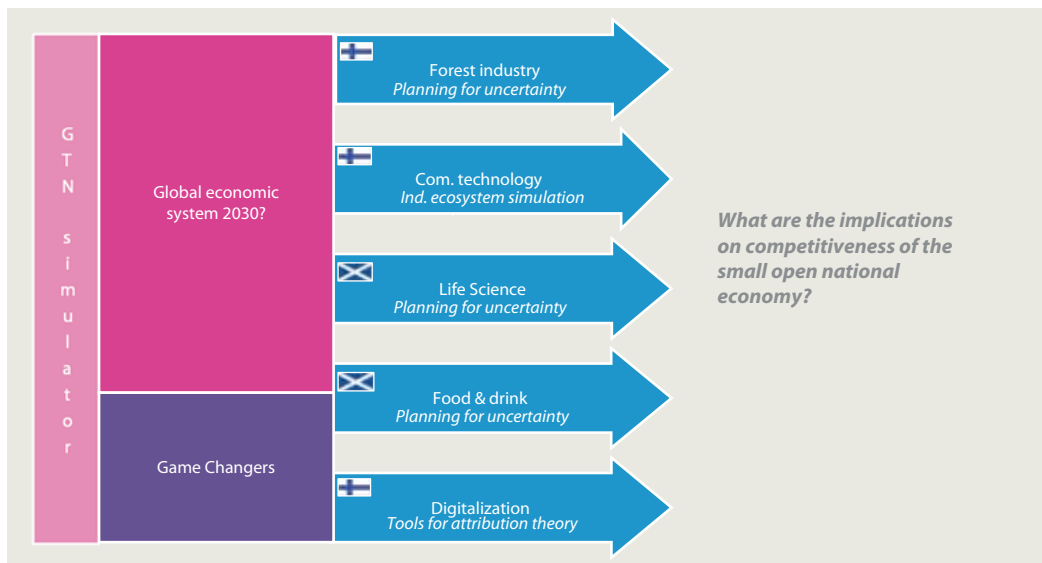 GTN simulator
Global economic
system 2030?
Game Changers
Forest industry
Planning for uncertainty
Com. technology
Ind. ecosystem simulation
Life Science
Planning for uncertainty
Food & drink
Planning for uncertainty
Digitalization
Tools for attribution theory
What are the implications
on competitiveness of the
small open national
economy?